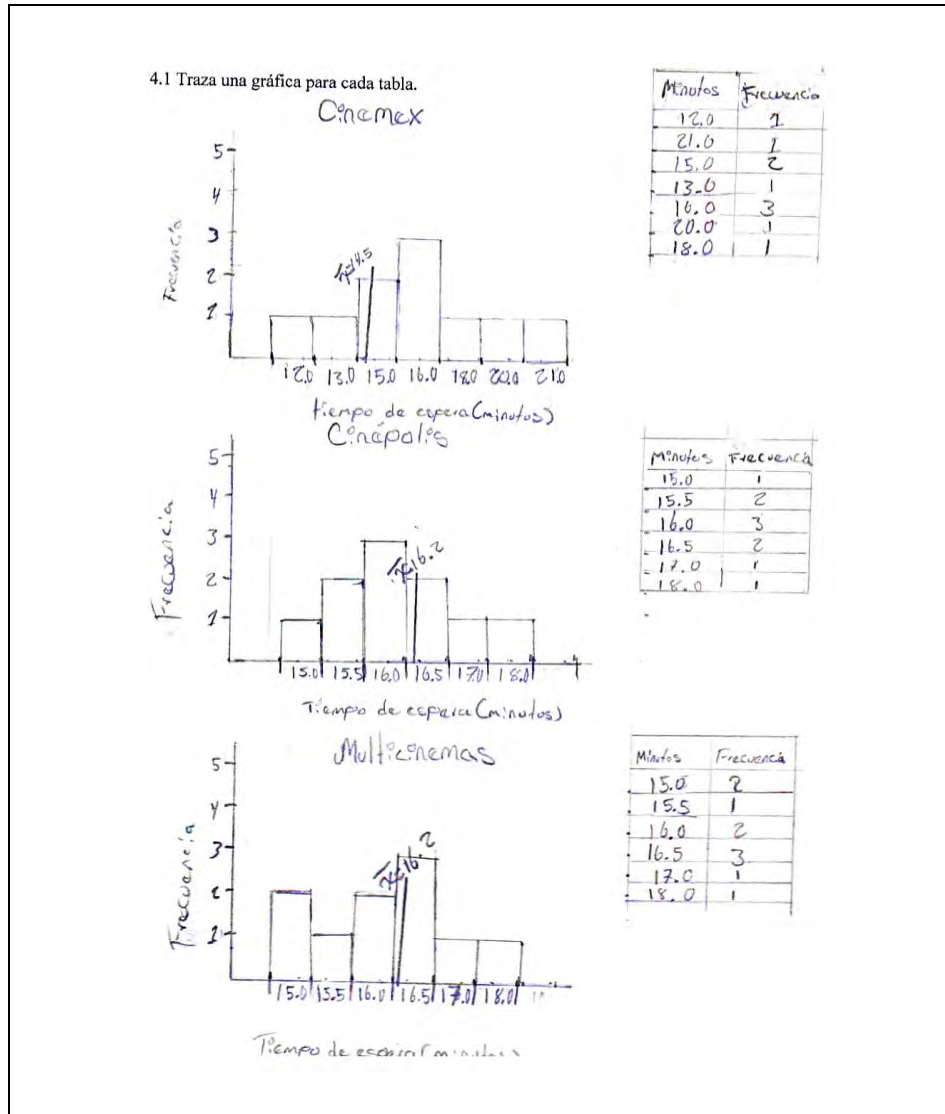 4.1 Traza una gráfica para cada tabla.
Cinemex
5
4
3
2
1
Frecuencia
x̄=14.5
12.0 13.0 15.0 16.0 18.0 20.0 21.0
tiempo de espera (minutos)
Minutos Frecuencia
12.0 1
21.0 1
15.0 2
13.0 1
16.0 3
20.0 1
18.0 1
Cinépolis
5
4
3
2
1
Frecuencia
x̄=16.2
15.0 15.5 16.0 16.5 17.0 18.0
Tiempo de espera (minutos)
Minutos Frecuencia
15.0 1
15.5 2
16.0 3
16.5 2
17.0 1
18.0 1
Multicinemas
5
4
3
2
1
Frecuencia
x̄=16.2
15.0 15.5 16.0 16.5 17.0 18.0
Tiempo de espera (minutos)
Minutos Frecuencia
15.0 2
15.5 1
16.0 2
16.5 3
17.0 1
18.0 1